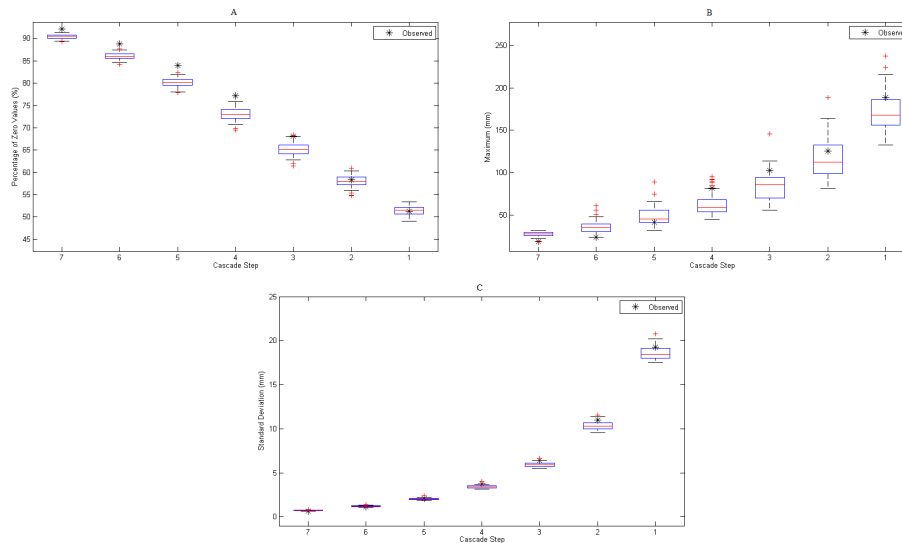 A
Observed
Percentage of Zero Values (%)
90
85
80
75
70
65
60
55
50
45
7 6 5 4 3 2 1
Cascade Step
B
Observe
Maximum (mm)
250
200
150
100
50
7 6 5 4 3 2 1
Cascade Step
C
Observed
Standard Deviation (mm)
25
20
15
10
5
0
7 6 5 4 3 2 1
Cascade Step